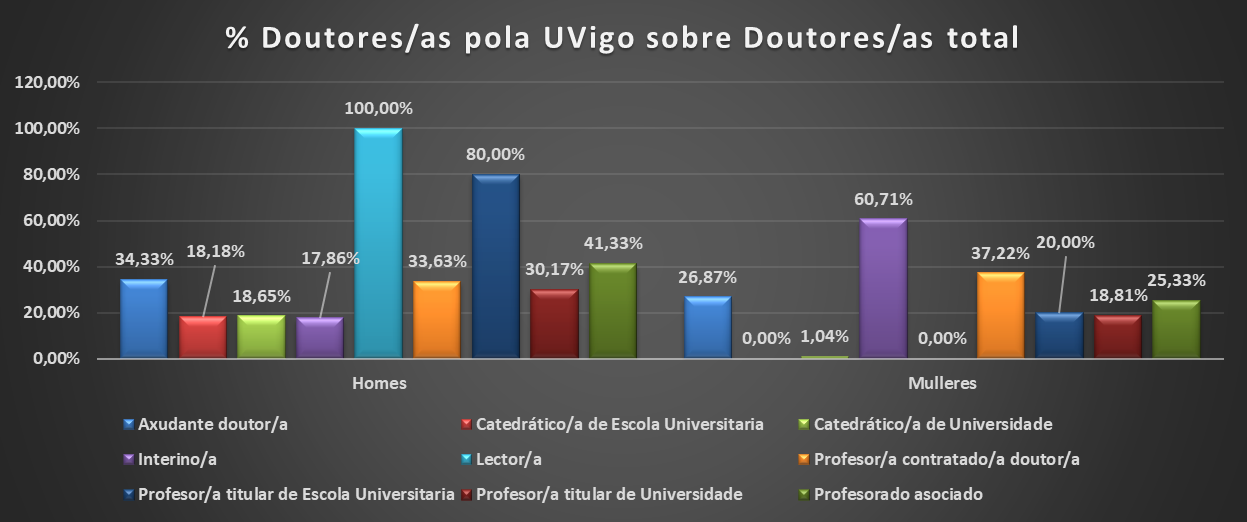 % Doutores/as pola UVigo sobre Doutores/as total
120,00%
100,00%
80,00%
60,00%
40,00%
20,00%
0,00%
34,33%
18,18%
18,65%
17,86%
100,00%
33,63%
80,00%
30,17%
41,33%
26,87%
0,00%
1,04%
60,71%
0,00%
37,22%
20,00%
18,81%
25,33%
Homes
Mulleres
Axudante doutor/a
Catedrático/a de Escola Universitaria
Catedrático/a de Universidade
Interino/a
Lector/a
Profesor/a contratado/a doutor/a
Profesor/a titular de Escola Universitaria
Profesor/a titular de Universidade
Profesorado asociado